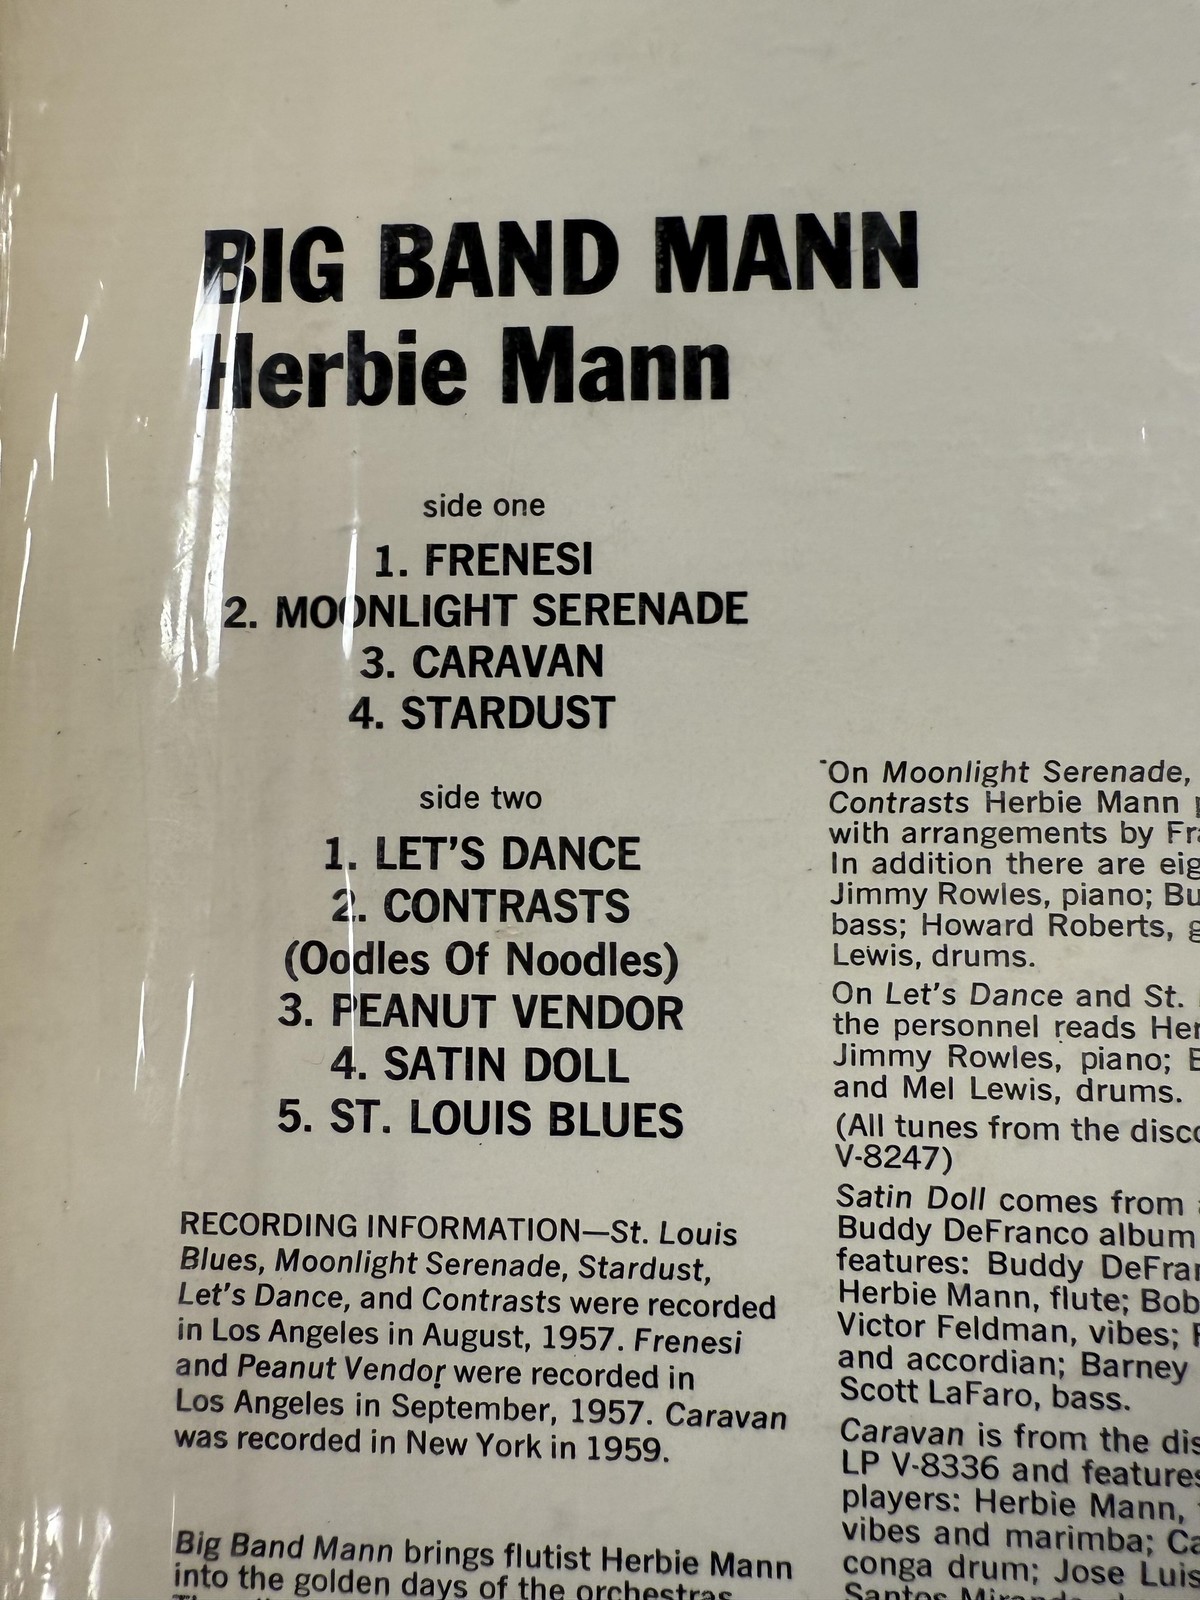 BIG BAND MANN
Herbie Mann
side one
1. FRENESI
2. MOONLIGHT SERENADE
3. CARAVAN
4. STARDUST
side two
1. LET'S DANCE
2. CONTRASTS
(Oodles Of Noodles)
3. PEANUT VENDOR
4. SATIN DOLL
5. ST. LOUIS BLUES
RECORDING INFORMATION—St. Louis
Blues, Moonlight Serenade, Stardust,
Let's Dance, and Contrasts were recorded
in Los Angeles in August, 1957. Frenesi
and Peanut Vendor were recorded in
Los Angeles in September, 1957. Caravan
was recorded in New York in 1959.
Big Band Mann brings flutist Herbie Mann
into the golden days of the orchestras.
On Moonlight Serenade,
Contrasts Herbie Mann
with arrangements by
In addition there are
Jimmy Rowles, piano;
bass; Howard Roberts,
Lewis, drums.
On Let's Dance and St.
the personnel reads
Jimmy Rowles, piano;
and Mel Lewis, drums.
(All tunes from the
V-8247)
Satin Doll comes from
Buddy DeFranco album
features: Buddy
Herbie Mann, flute; Bob
Victor Feldman, vibes;
and accordian; Barney
Scott LaFaro, bass.
Caravan is from the
LP V-8336 and
players: Herbie Mann,
vibes and marimba;
conga drum; Jose Luis
Santos